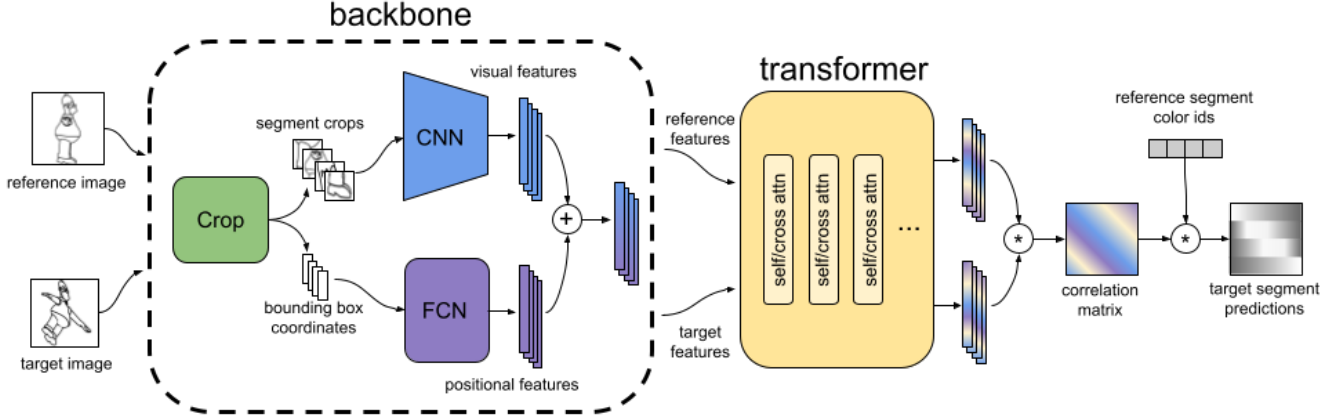 backbone
transformer
visual features
segment crops
CNN
reference
features
reference segment
color ids
reference image
Crop
+
self/cross attn
self/cross attn
self/cross attn
...
*
*
bounding box
coordinates
FCN
correlation
matrix
target segment
predictions
target image
positional features
target
features